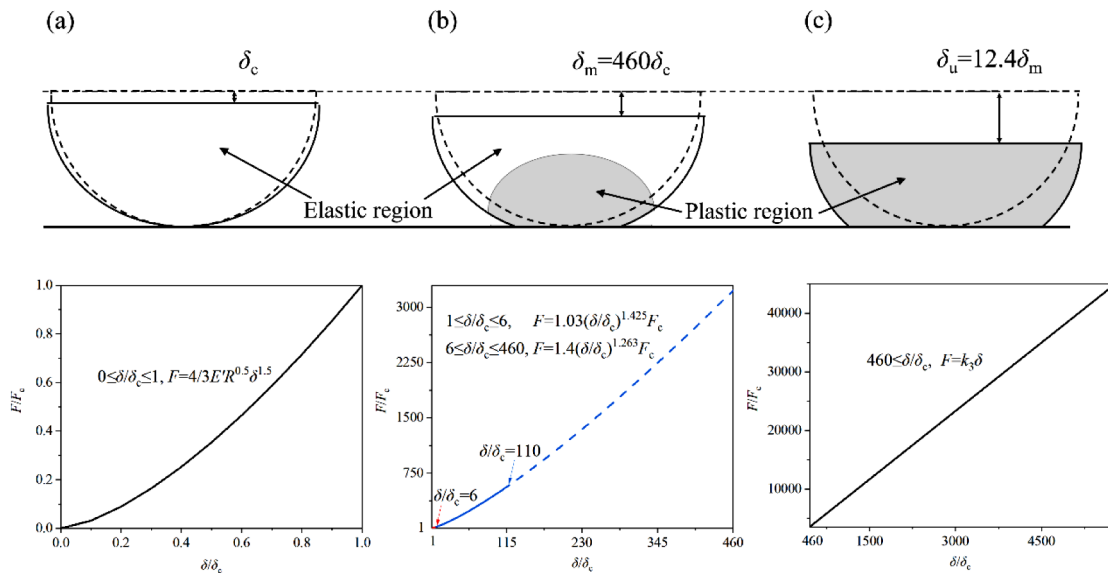 (a)
(b)
(c)
δc
δm=460δc
δu=12.4δm
Elastic region
Plastic region
1.0
0.8
0.6
0.4
0.2
0.0
F/Fc
0≤δ/δc≤1, F=4/3E'R^0.5δ^1.5
0.0 0.2 0.4 0.6 0.8 1.0
δ/δc
3000
2250
1500
750
1
F/Fc
1≤δ/δc≤6, F=1.03(δ/δc)^1.425Fc
6≤δ/δc≤460, F=1.4(δ/δc)^1.263Fc
δ/δc=110
δ/δc=6
1 115 230 345 460
δ/δc
40000
30000
20000
10000
F/Fc
460≤δ/δc, F=k3δ
460 1500 3000 4500
δ/δc